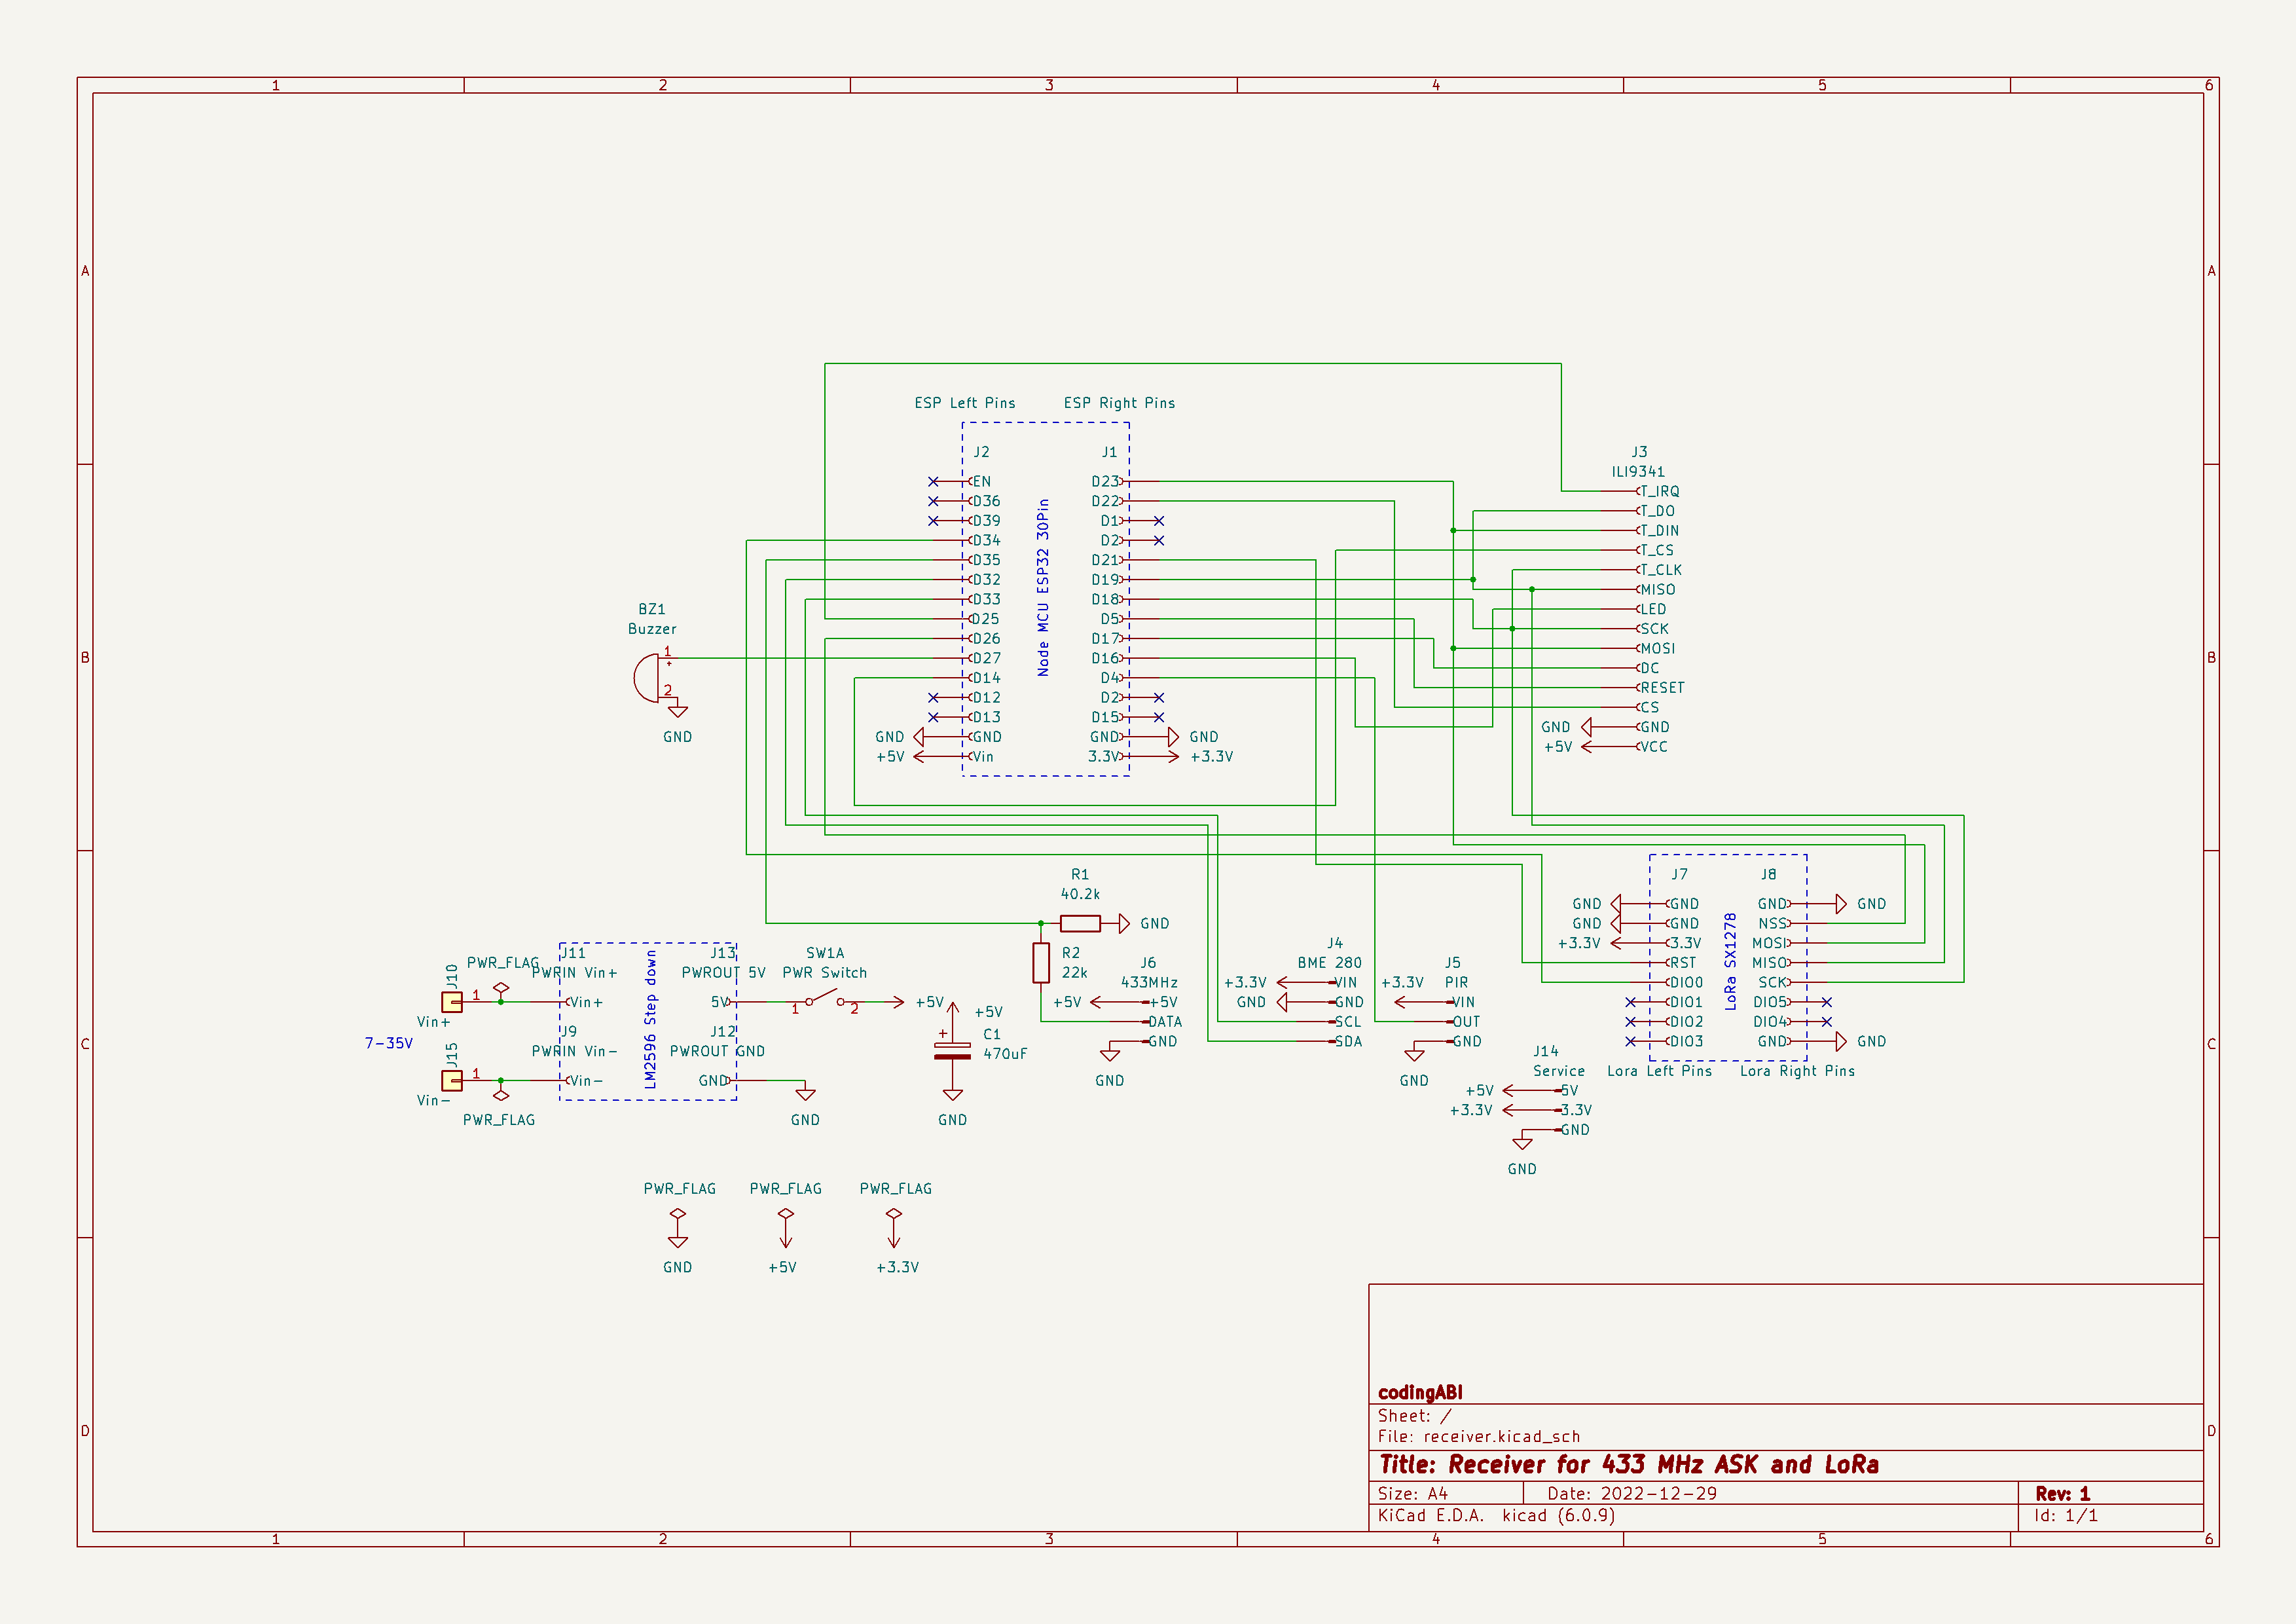 1 2 3 4 5 6
A A
B B
C C
D D
ESP Left Pins ESP Right Pins
J2 J1
Node MCU ESP32 30Pin
EN D23
D36 D22
D39 D1
D34 D2
D35 D21
D32 D19
D33 D18
D25 D5
D26 D17
D27 D16
D14 D4
D12 D2
D13 D15
GND GND GND GND
+5V Vin 3.3V +3.3V
BZ1
Buzzer
1
+
2
GND
J3
ILI9341
T_IRQ
T_DO
T_DIN
T_CS
T_CLK
MISO
LED
SCK
MOSI
DC
RESET
CS
GND GND
+5V VCC
R1
40.2k
GND
R2
22k
J6
433MHz
+5V +5V
DATA
GND
GND
J4
BME 280
+3.3V VIN
GND GND
SCL
SDA
J5
PIR
+3.3V VIN
OUT
GND
GND
J7 J8
LoRa SX1278
GND GND GND GND
GND GND NSS
+3.3V 3.3V MOSI
RST MISO
DIO0 SCK
DIO1 DIO5
DIO2 DIO4
DIO3 GND GND
Lora Left Pins Lora Right Pins
J14
Service
+5V 5V
+3.3V 3.3V
GND
GND
J10
1
Vin+
PWR_FLAG
7-35V
J15
1
Vin-
PWR_FLAG
J11
PWRIN Vin+
Vin+
J9
PWRIN Vin-
Vin-
LM2596 Step down
J13
PWROUT 5V
5V
J12
PWROUT GND
GND
GND
SW1A
PWR Switch
1 2
+5V
+5V
+
C1
470uF
GND
PWR_FLAG PWR_FLAG PWR_FLAG
GND +5V +3.3V
codingABI
Sheet: /
File: receiver.kicad_sch
Title: Receiver for 433 MHz ASK and LoRa
Size: A4 Date: 2022-12-29 Rev: 1
KiCad E.D.A. kicad (6.0.9) Id: 1/1
1 2 3 4 5 6